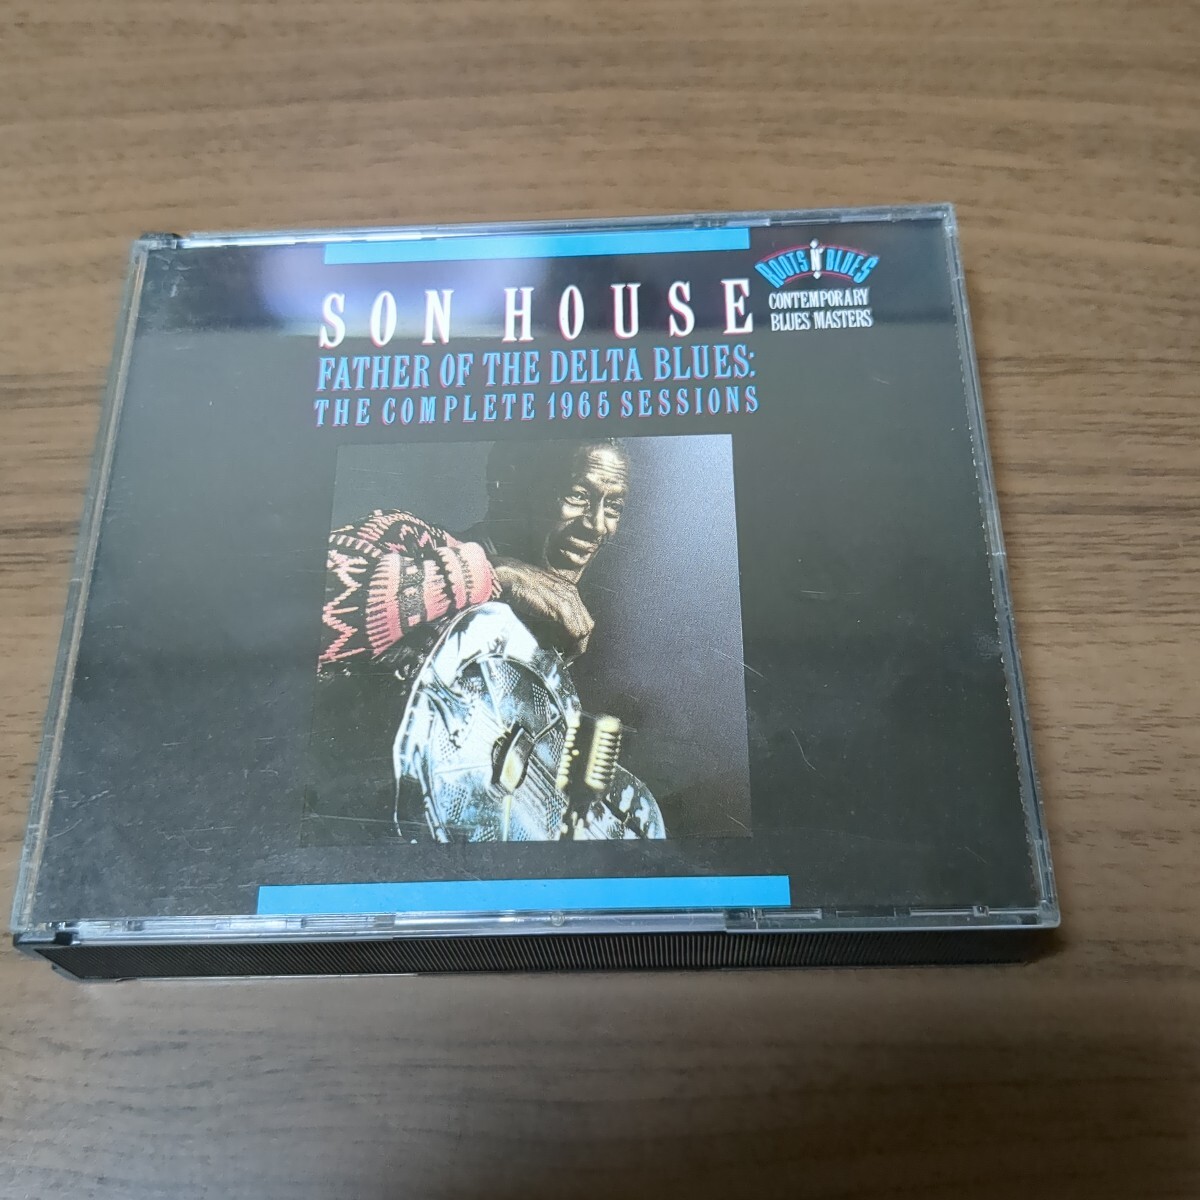 SON HOUSE
FATHER OF THE DELTA BLUES:
THE COMPLETE 1965 SESSIONS
ROOTS N' BLUES
CONTEMPORARY
BLUES MASTERS